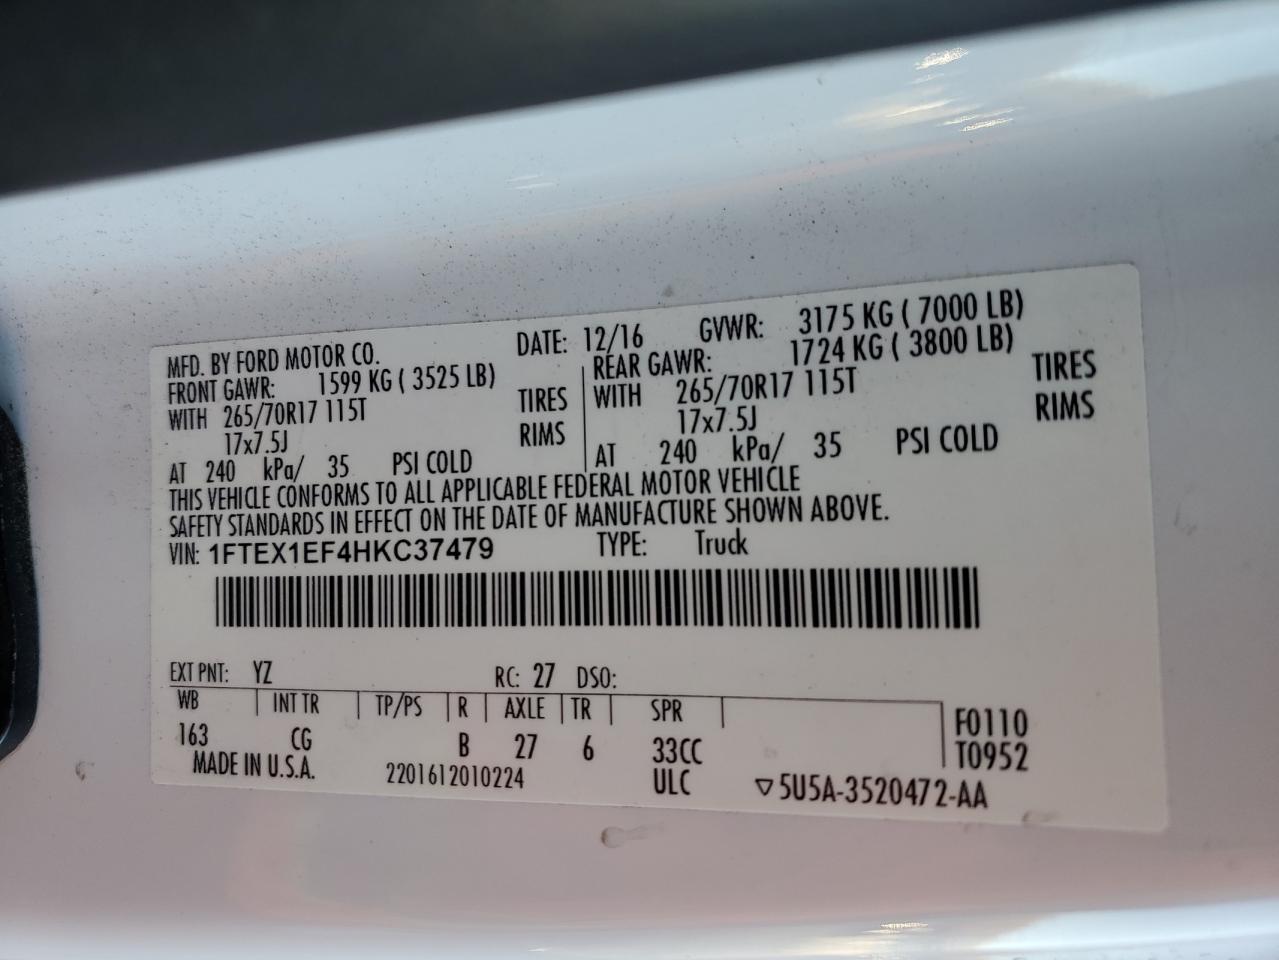 MFD. BY FORD MOTOR CO. DATE: 12/16 GVWR: 3175 KG ( 7000 LB)
FRONT GAWR: 1599 KG ( 3525 LB) REAR GAWR: 1724 KG ( 3800 LB)
WITH 265/70R17 115T TIRES WITH 265/70R17 115T TIRES
17x7.5J RIMS 17x7.5J RIMS
AT 240 kPa/ 35 PSI COLD AT 240 kPa/ 35 PSI COLD
THIS VEHICLE CONFORMS TO ALL APPLICABLE FEDERAL MOTOR VEHICLE
SAFETY STANDARDS IN EFFECT ON THE DATE OF MANUFACTURE SHOWN ABOVE.
VIN: 1FTEX1EF4HKC37479 TYPE: Truck
EXT PNT: YZ RC: 27 DSO:
WB INT TR TP/PS R AXLE TR SPR F0110
163 CG B 27 6 33CC T0952
MADE IN U.S.A. 2201612010224 ULC ▽5U5A-3520472-AA